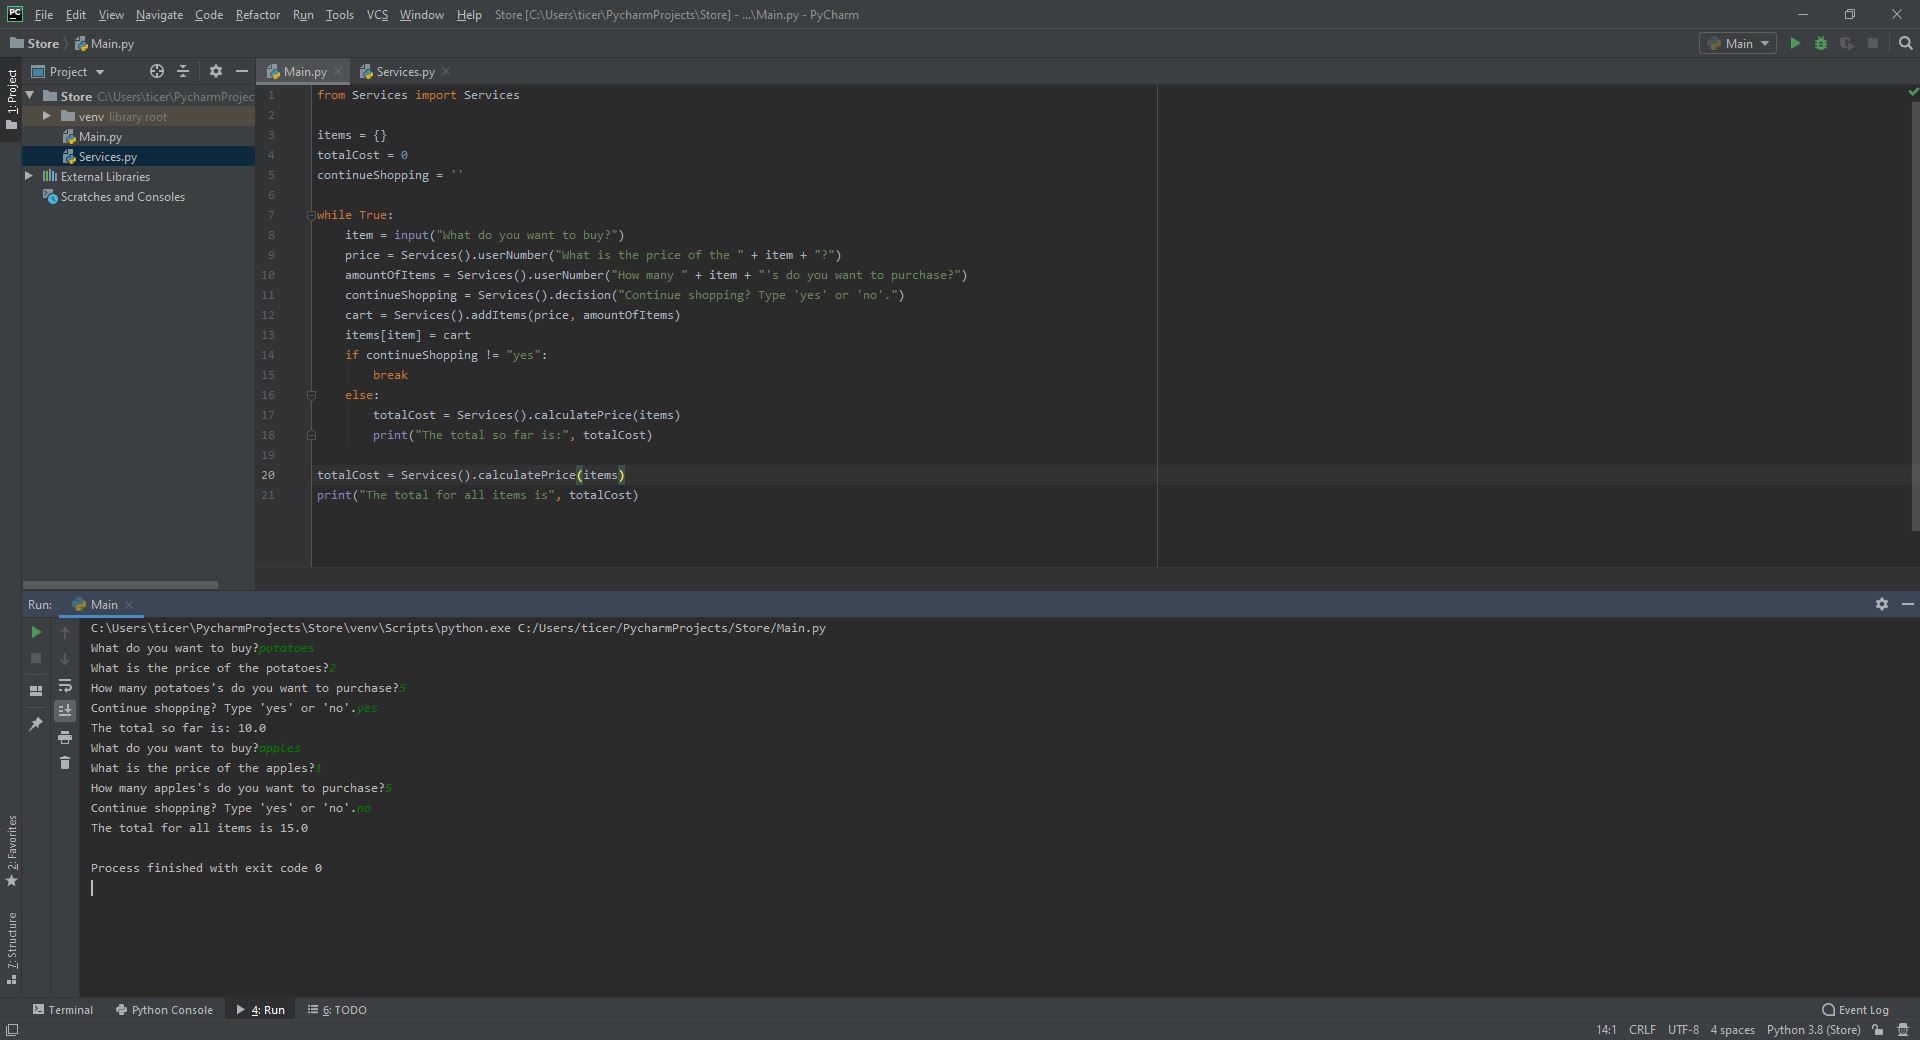 PC File Edit View Navigate Code Refactor Run Tools VCS Window Help Store [C:\Users\ticer\PycharmProjects\Store] - ...\Main.py - PyCharm
Store Main.py Main
1: Project
Project Main.py Services.py
Store C:\Users\ticer\PycharmProjec
venv library root
Main.py
Services.py
External Libraries
Scratches and Consoles
1 from Services import Services
2
3 items = {}
4 totalCost = 0
5 continueShopping = ''
6
7 while True:
8 item = input("What do you want to buy?")
9 price = Services().userNumber("What is the price of the " + item + "?")
10 amountOfItems = Services().userNumber("How many " + item + "'s do you want to purchase?")
11 continueShopping = Services().decision("Continue shopping? Type 'yes' or 'no'.")
12 cart = Services().addItems(price, amountOfItems)
13 items[item] = cart
14 if continueShopping != "yes":
15 break
16 else:
17 totalCost = Services().calculatePrice(items)
18 print("The total so far is:", totalCost)
19
20 totalCost = Services().calculatePrice(items)
21 print("The total for all items is", totalCost)
Run: Main
C:\Users\ticer\PycharmProjects\Store\venv\Scripts\python.exe C:/Users/ticer/PycharmProjects/Store/Main.py
What do you want to buy?potatoes
What is the price of the potatoes?2
How many potatoes's do you want to purchase?5
Continue shopping? Type 'yes' or 'no'.yes
The total so far is: 10.0
What do you want to buy?apples
What is the price of the apples?1
How many apples's do you want to purchase?5
Continue shopping? Type 'yes' or 'no'.no
The total for all items is 15.0
Process finished with exit code 0
2: Favorites
7: Structure
Terminal Python Console 4: Run 6: TODO Event Log
14:1 CRLF UTF-8 4 spaces Python 3.8 (Store)